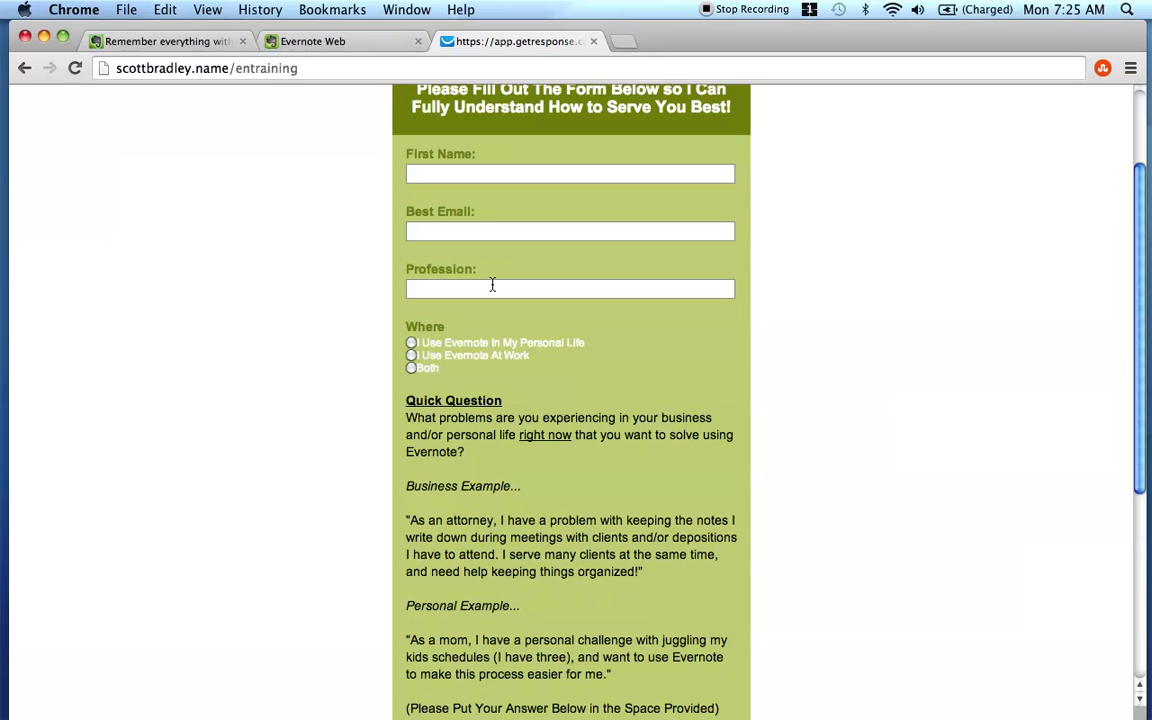 Chrome File Edit View History Bookmarks Window Help Stop Recording (Charged) Mon 7:25 AM
Remember everything with Evernote Web https://app.getresponse.c
scottbradley.name/entraining
Please Fill Out The Form Below so I Can
Fully Understand How to Serve You Best!
First Name:
Best Email:
Profession:
Where
I Use Evernote In My Personal Life
I Use Evernote At Work
Both
Quick Question
What problems are you experiencing in your business
and/or personal life right now that you want to solve using
Evernote?
Business Example...
"As an attorney, I have a problem with keeping the notes I
write down during meetings with clients and/or depositions
I have to attend. I serve many clients at the same time,
and need help keeping things organized!"
Personal Example...
"As a mom, I have a personal challenge with juggling my
kids schedules (I have three), and want to use Evernote
to make this process easier for me."
(Please Put Your Answer Below in the Space Provided)